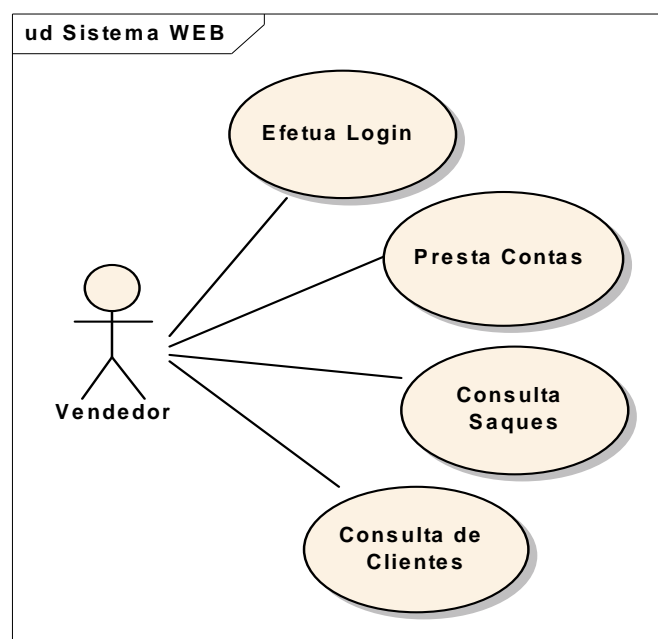 ud Sistema WEB
Efetua Login
Presta Contas
Consulta
Saques
Vendedor
Consulta de
Clientes